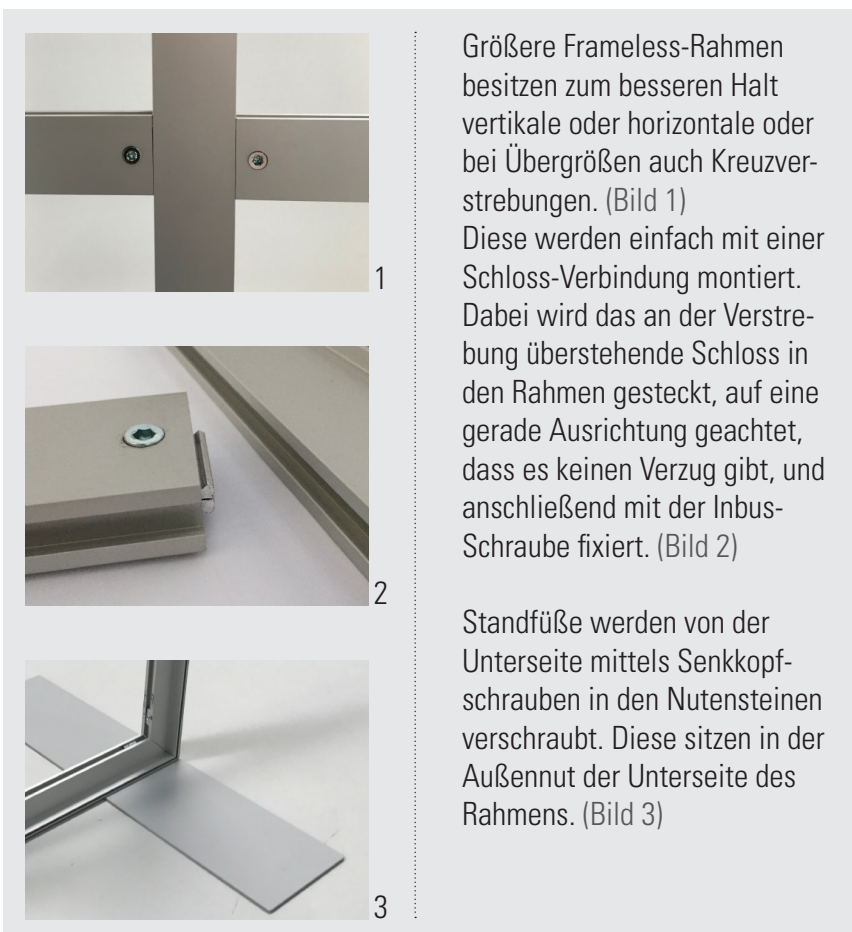 1
2
3
Größere Frameless-Rahmen
besitzen zum besseren Halt
vertikale oder horizontale oder
bei Übergrößen auch Kreuzver-
strebungen. (Bild 1)
Diese werden einfach mit einer
Schloss-Verbindung montiert.
Dabei wird das an der Verstre-
bung überstehende Schloss in
den Rahmen gesteckt, auf eine
gerade Ausrichtung geachtet,
dass es keinen Verzug gibt, und
anschließend mit der Inbus-
Schraube fixiert. (Bild 2)
Standfüße werden von der
Unterseite mittels Senkkopf-
schrauben in den Nutensteinen
verschraubt. Diese sitzen in der
Außennut der Unterseite des
Rahmens. (Bild 3)